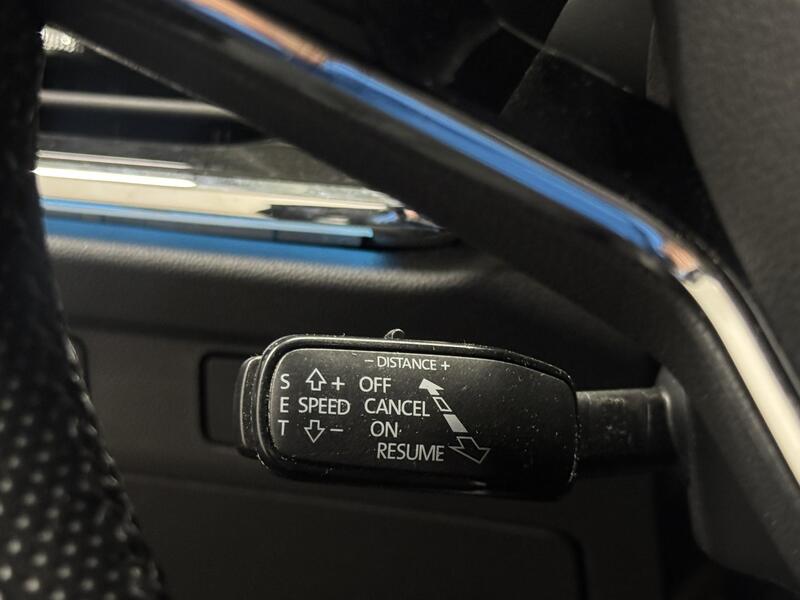 − DISTANCE +
S + OFF
E SPEED CANCEL
T − ON
RESUME